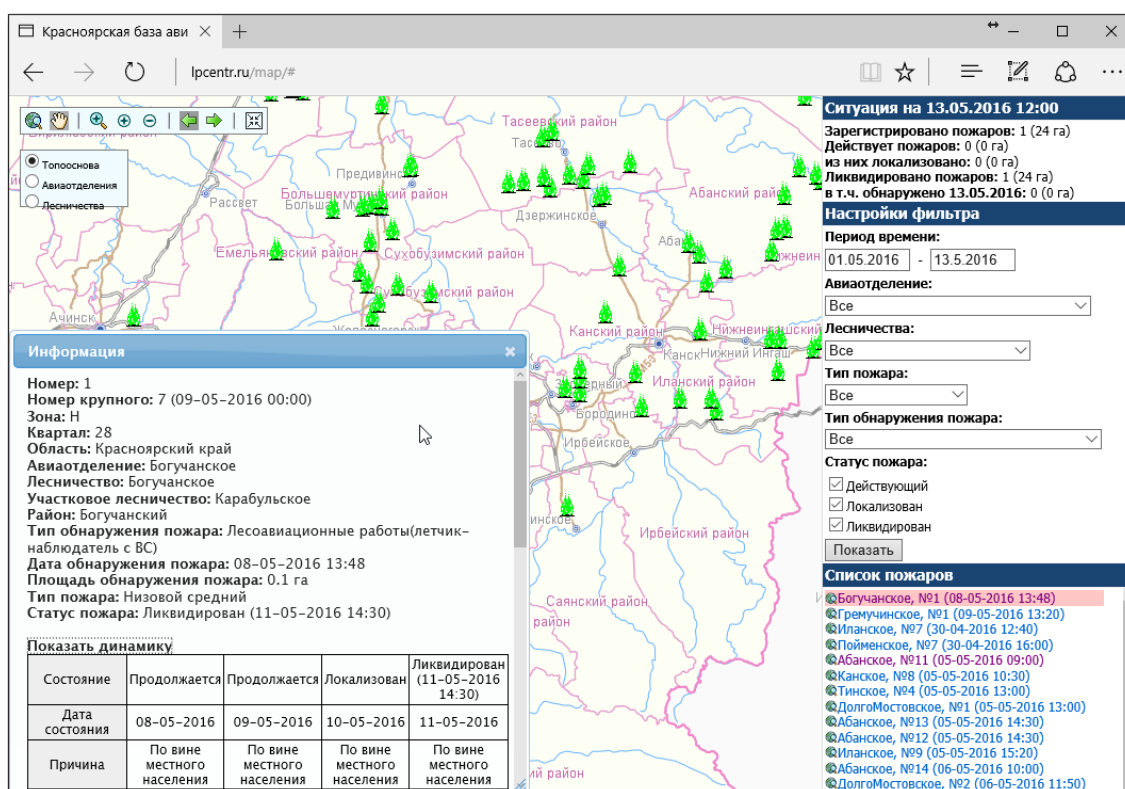 Красноярская база ави
lpcentr.ru/map/#
Топооснова
Авиаотделения
Лесничества
Тасеевский район
Предивинск
Большемуртинский район
Рассвет
Абанский район
Дзержинское
Емельяновский район
Сухобузимский район
Ачинск
Канский район
Нижнеингашский
Канск
Нижний Ингаш
М53
Иланский район
Бородино
Ирбейское
Ирбейский район
Саянский район
район
Информация
Номер: 1
Номер крупного: 7 (09-05-2016 00:00)
Зона: Н
Квартал: 28
Область: Красноярский край
Авиаотделение: Богучанское
Лесничество: Богучанское
Участковое лесничество: Карабульское
Район: Богучанский
Тип обнаружения пожара: Лесоавиационные работы(летчик-
наблюдатель с ВС)
Дата обнаружения пожара: 08-05-2016 13:48
Площадь обнаружения пожара: 0.1 га
Тип пожара: Низовой средний
Статус пожара: Ликвидирован (11-05-2016 14:30)
Показать динамику
Состояние Продолжается Продолжается Локализован Ликвидирован (11-05-2016 14:30)
Дата состояния 08-05-2016 09-05-2016 10-05-2016 11-05-2016
Причина По вине местного населения По вине местного населения По вине местного населения По вине местного населения
Ситуация на 13.05.2016 12:00
Зарегистрировано пожаров: 1 (24 га)
Действует пожаров: 0 (0 га)
из них локализовано: 0 (0 га)
Ликвидировано пожаров: 1 (24 га)
в т.ч. обнаружено 13.05.2016: 0 (0 га)
Настройки фильтра
Период времени:
01.05.2016 - 13.5.2016
Авиаотделение:
Все
Лесничества:
Все
Тип пожара:
Все
Тип обнаружения пожара:
Все
Статус пожара:
Действующий
Локализован
Ликвидирован
Показать
Список пожаров
Богучанское, №1 (08-05-2016 13:48)
Гремучинское, №1 (09-05-2016 13:20)
Иланское, №7 (30-04-2016 12:40)
Пойменское, №7 (30-04-2016 16:00)
Абанское, №11 (05-05-2016 09:00)
Канское, №8 (05-05-2016 10:30)
Тинское, №4 (05-05-2016 13:00)
ДолгоМостовское, №1 (05-05-2016 13:00)
Абанское, №13 (05-05-2016 14:30)
Абанское, №12 (05-05-2016 14:30)
Иланское, №9 (05-05-2016 15:20)
Абанское, №14 (06-05-2016 10:00)
ДолгоМостовское, №2 (06-05-2016 11:50)